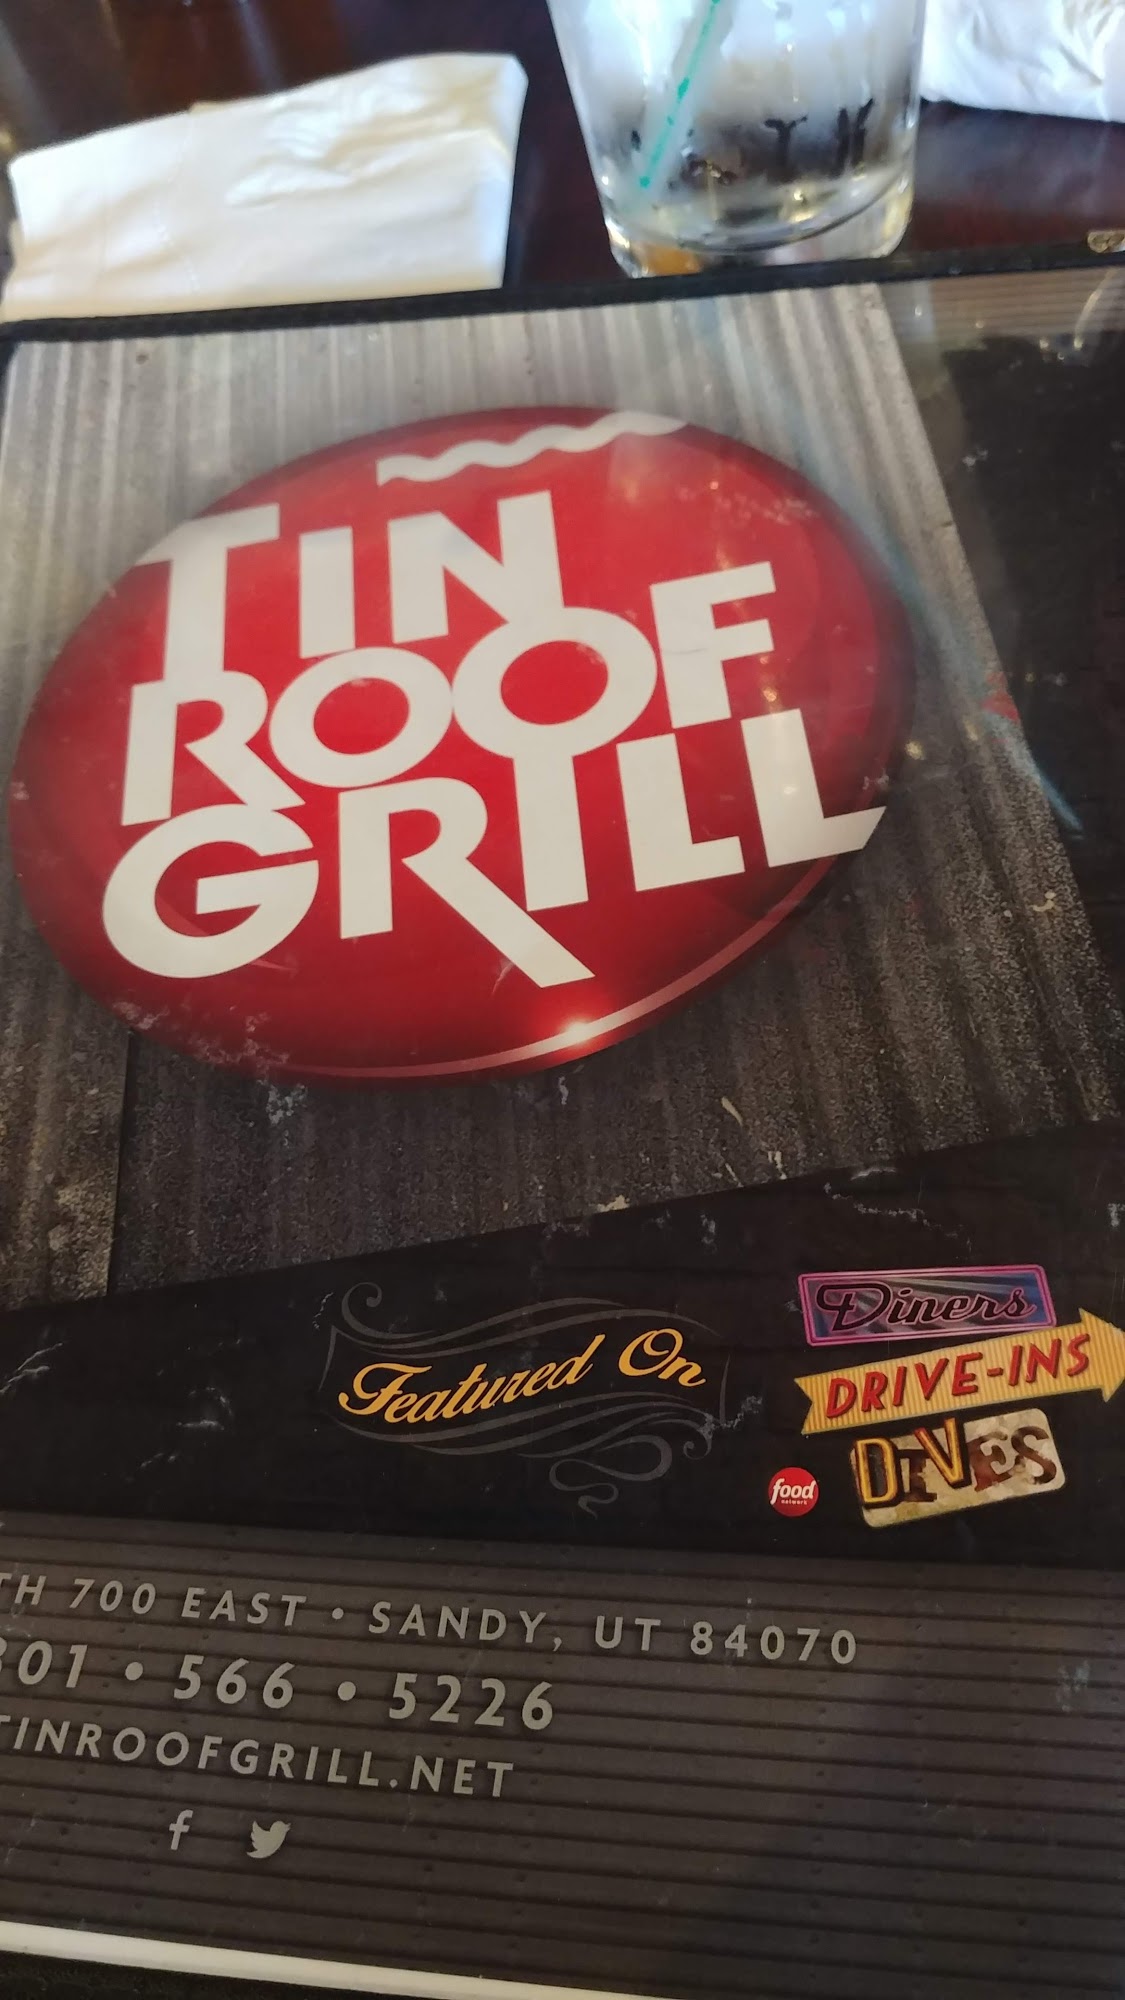 TIN
ROOF
GRILL
Featured On
Diners
DRIVE-INS
DIVES
food
network
TH 700 EAST • SANDY, UT 84070
301 • 566 • 5226
TINROOFGRILL.NET